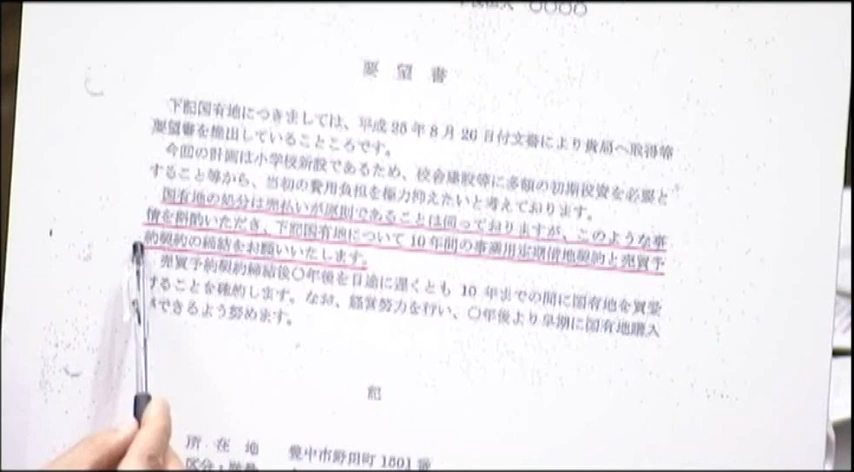 〇〇〇〇
要望書
下記国有地につきましては、平成25年8月26日付文書により貴局へ取得等
要望書を提出しているところです。
今回の計画は小学校新設であるため、校舎建設等に多額の初期投資を必要と
すること等から、当初の費用負担を極力抑えたいと考えております。
国有地の処分は売払いが原則であることは伺っておりますが、このような事
情を斟酌いただき、下記国有地について10年間の事業用定期借地契約と売買予
約契約の締結をお願いいたします。
売買予約契約締結後〇年後を目途に遅くとも10年までの間に国有地を買受
けることを確約します。なお、経営努力を行い、〇年後より早期に国有地購入
できるよう努めます。
記
所在地 豊中市野田町1501番
区分・